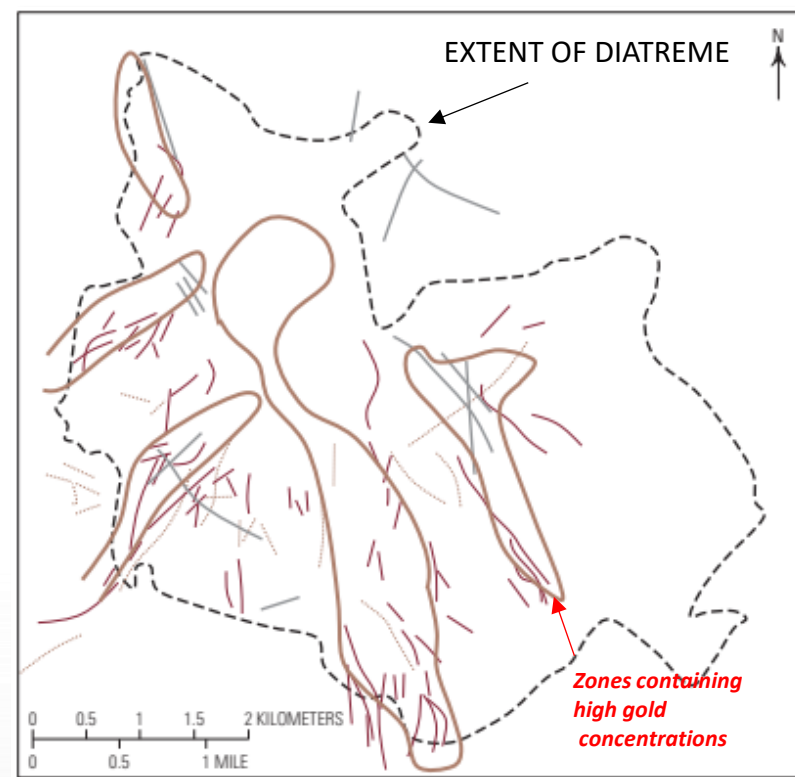 EXTENT OF DIATREME
N
Zones containing
high gold
concentrations
0 0.5 1 1.5 2 KILOMETERS
0 0.5 1 MILE